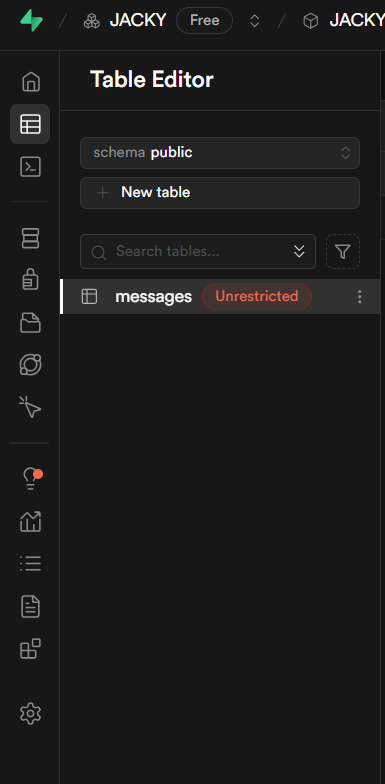 JACKY Free JACKY
Table Editor
schema public
New table
Search tables...
messages Unrestricted